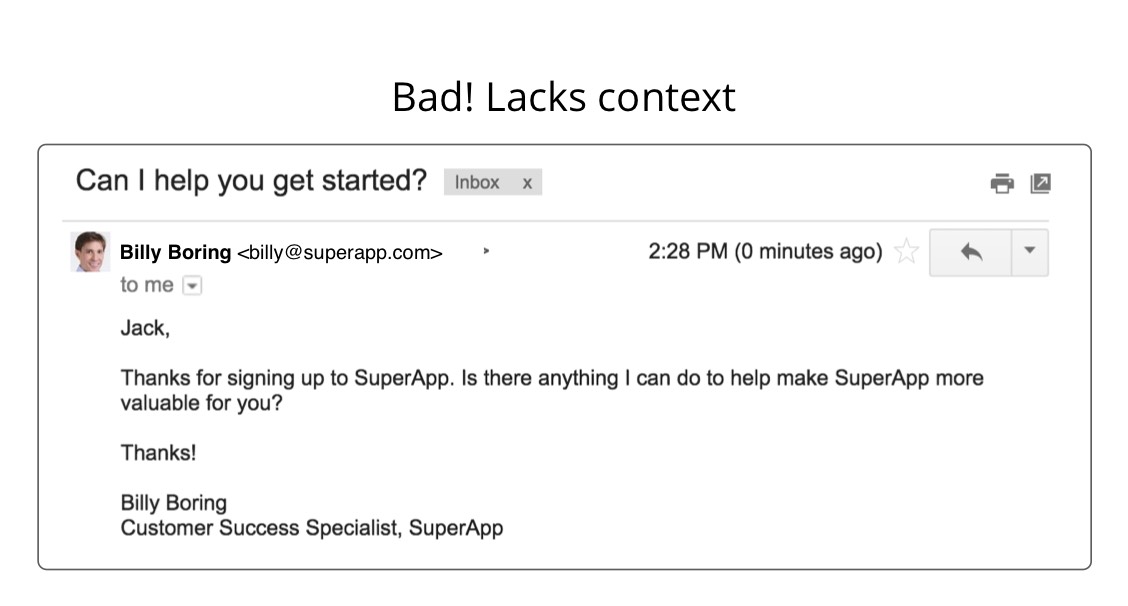 Bad! Lacks context
Can I help you get started? Inbox x
Billy Boring <billy@superapp.com> 2:28 PM (0 minutes ago)
to me
Jack,
Thanks for signing up to SuperApp. Is there anything I can do to help make SuperApp more
valuable for you?
Thanks!
Billy Boring
Customer Success Specialist, SuperApp